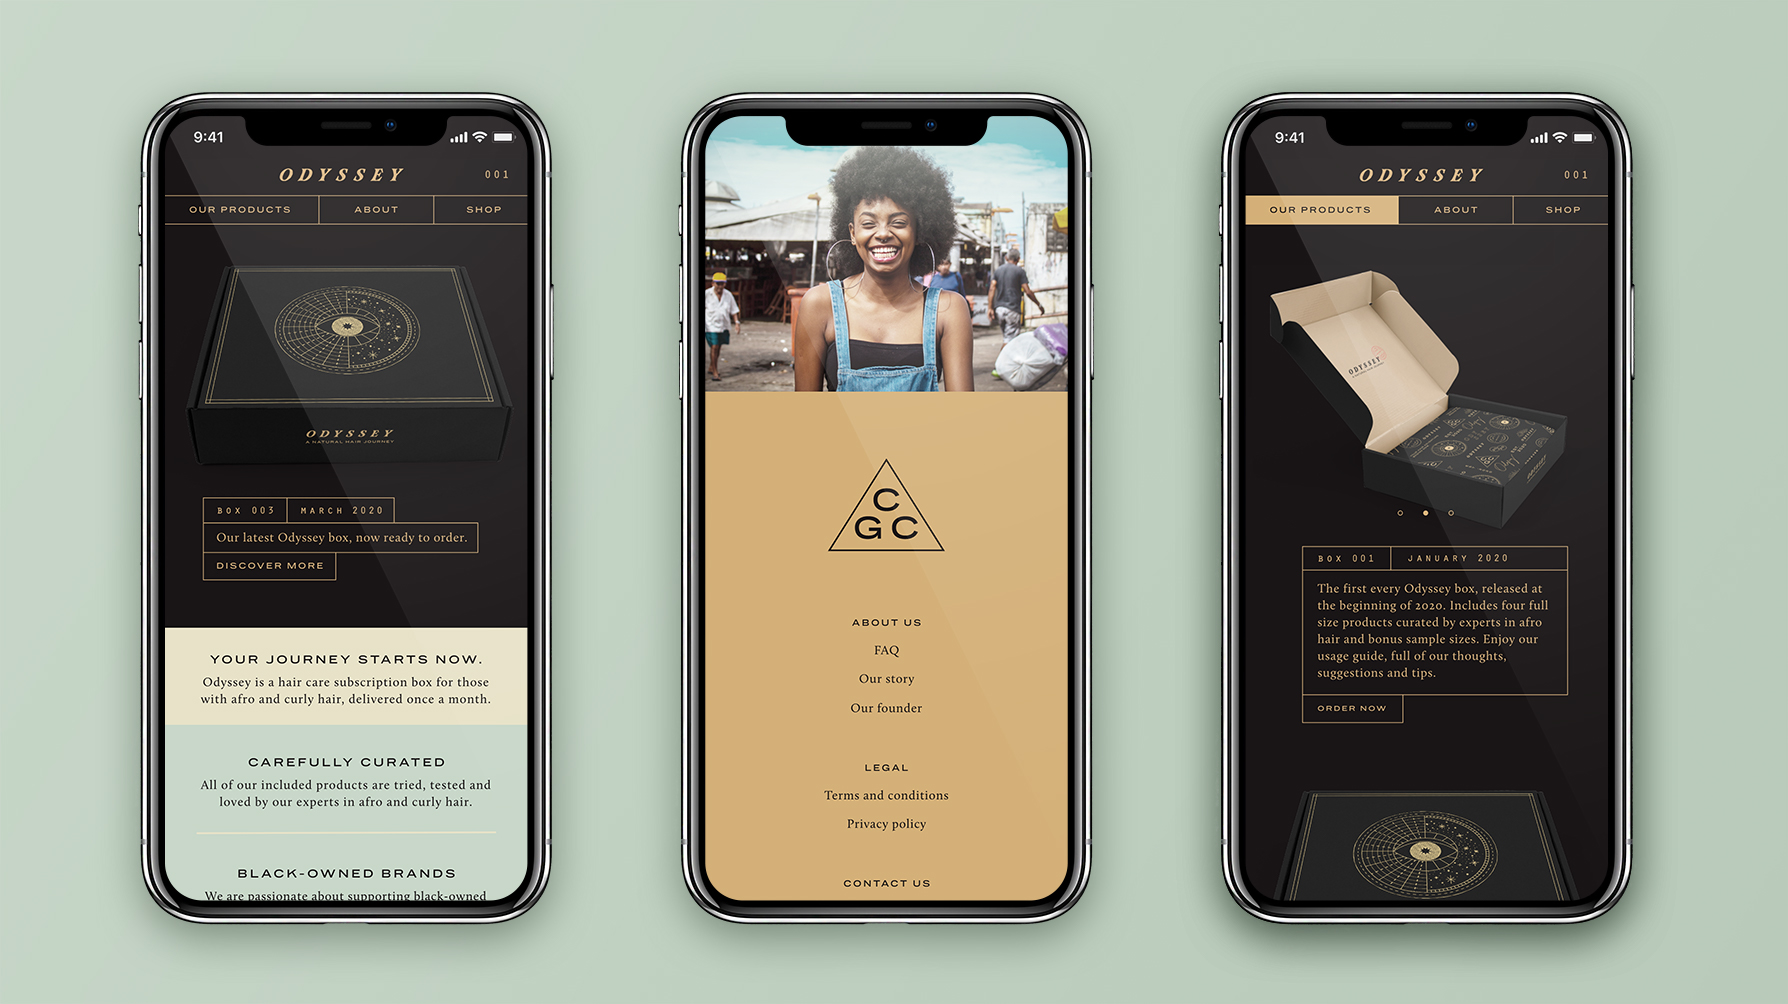 9:41
ODYSSEY
001
OUR PRODUCTS
ABOUT
SHOP
ODYSSEY
A NATURAL HAIR JOURNEY
BOX 003
MARCH 2020
Our latest Odyssey box, now ready to order.
DISCOVER MORE
YOUR JOURNEY STARTS NOW.
Odyssey is a hair care subscription box for those
with afro and curly hair, delivered once a month.
CAREFULLY CURATED
All of our included products are tried, tested and
loved by our experts in afro and curly hair.
BLACK-OWNED BRANDS
We are passionate about supporting black-owned
C
GC
ABOUT US
FAQ
Our story
Our founder
LEGAL
Terms and conditions
Privacy policy
CONTACT US
9:41
ODYSSEY
001
OUR PRODUCTS
ABOUT
SHOP
ODYSSEY
BOX 001
JANUARY 2020
The first every Odyssey box, released at
the beginning of 2020. Includes four full
size products curated by experts in afro
hair and bonus sample sizes. Enjoy our
usage guide, full of our thoughts,
suggestions and tips.
ORDER NOW